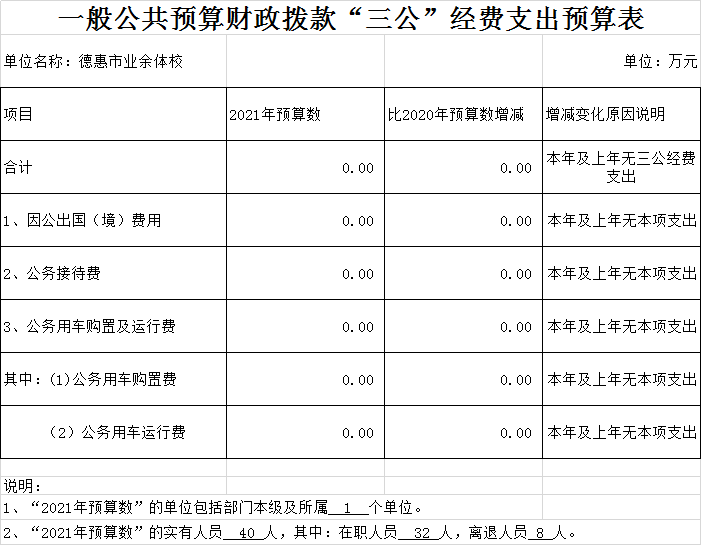 一般公共预算财政拨款“三公”经费支出预算表
单位名称：德惠市业余体校 单位：万元
项目 2021年预算数 比2020年预算数增减 增减变化原因说明
合计 0.00 0.00 本年及上年无三公经费
支出
1、因公出国（境）费用 0.00 0.00 本年及上年无本项支出
2、公务接待费 0.00 0.00 本年及上年无本项支出
3、公务用车购置及运行费 0.00 0.00 本年及上年无本项支出
其中：(1)公务用车购置费 0.00 0.00 本年及上年无本项支出
（2）公务用车运行费 0.00 0.00 本年及上年无本项支出
说明：
1、“2021年预算数”的单位包括部门本级及所属 1 个单位。
2、“2021年预算数”的实有人员 40 人，其中：在职人员 32 人，离退人员 8 人。